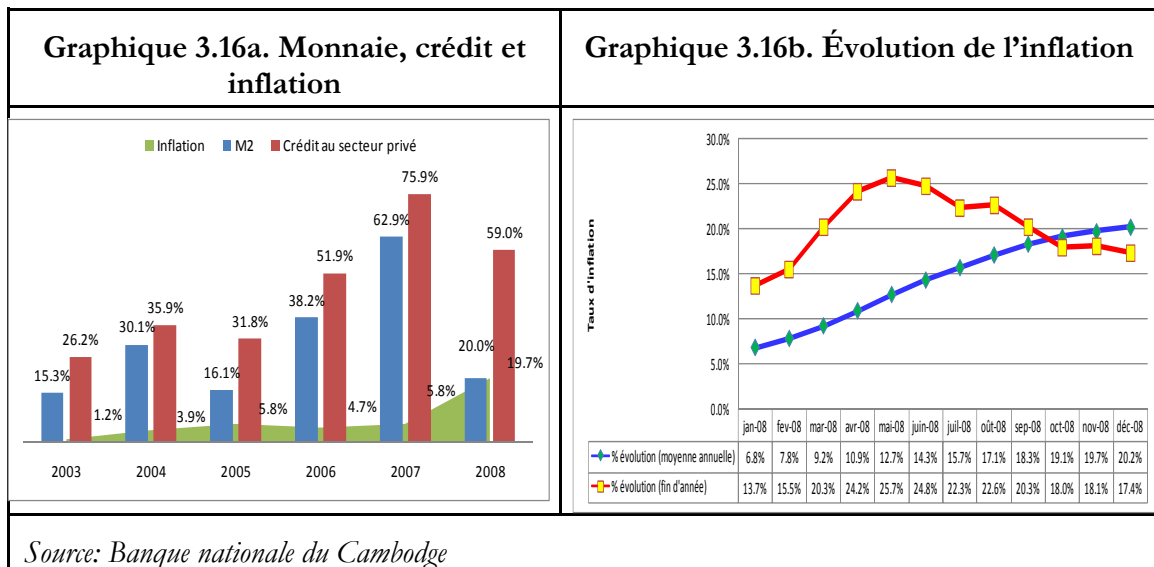 Graphique 3.16a. Monnaie, crédit et
inflation
Graphique 3.16b. Évolution de l’inflation
Inflation M2 Crédit au secteur privé
75.9%
62.9%
59.0%
51.9%
38.2%
35.9%
30.1%
31.8%
26.2%
15.3%
16.1%
20.0%
19.7%
1.2%
3.9%
5.8%
4.7%
5.8%
2003 2004 2005 2006 2007 2008
Taux d'inflation
30.0%
25.0%
20.0%
15.0%
10.0%
5.0%
0.0%
jan-08 fev-08 mar-08 avr-08 mai-08 juin-08 juil-08 oût-08 sep-08 oct-08 nov-08 déc-08
% évolution (moyenne annuelle) 6.8% 7.8% 9.2% 10.9% 12.7% 14.3% 15.7% 17.1% 18.3% 19.1% 19.7% 20.2%
% évolution (fin d'année) 13.7% 15.5% 20.3% 24.2% 25.7% 24.8% 22.3% 22.6% 20.3% 18.0% 18.1% 17.4%
Source: Banque nationale du Cambodge